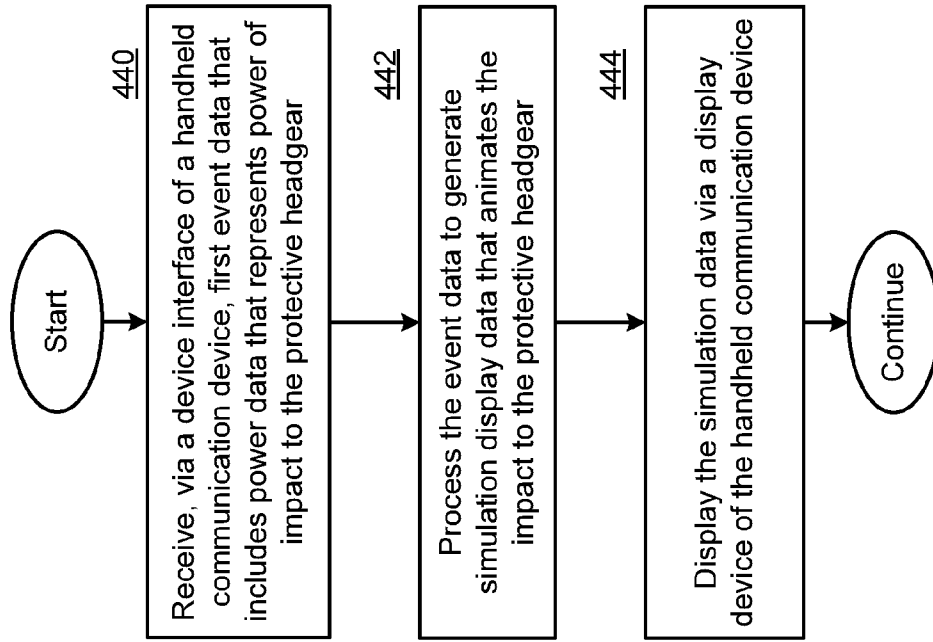 Start
440
Receive, via a device interface of a handheld
communication device, first event data that
includes power data that represents power of
impact to the protective headgear
442
Process the event data to generate
simulation display data that animates the
impact to the protective headgear
444
Display the simulation data via a display
device of the handheld communication device
Continue